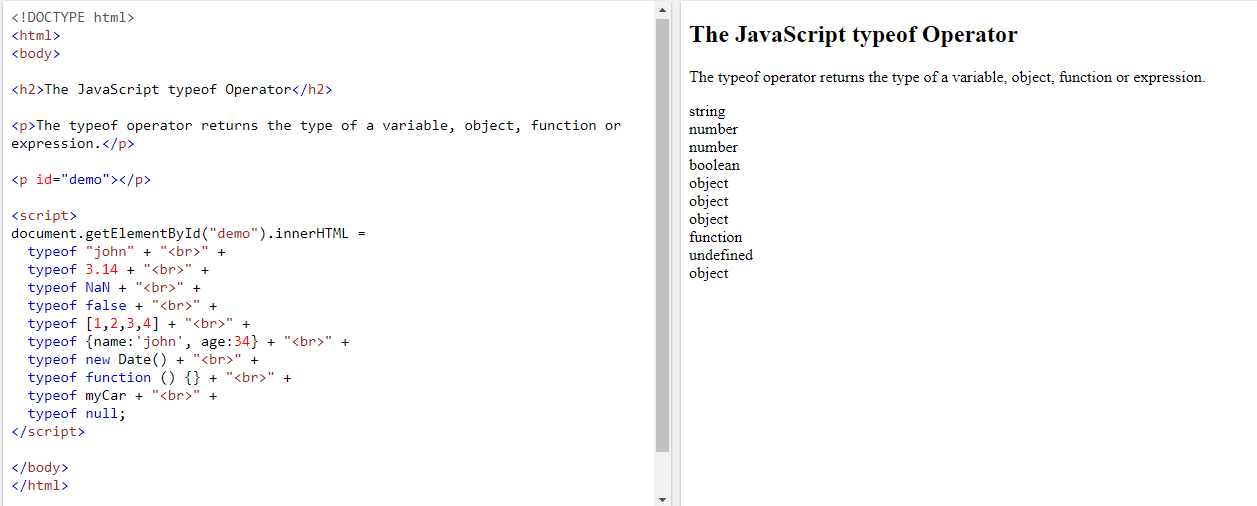 <!DOCTYPE html>
<html>
<body>
<h2>The JavaScript typeof Operator</h2>
<p>The typeof operator returns the type of a variable, object, function or
expression.</p>
<p id="demo"></p>
<script>
document.getElementById("demo").innerHTML =
typeof "john" + "<br>" +
typeof 3.14 + "<br>" +
typeof NaN + "<br>" +
typeof false + "<br>" +
typeof [1,2,3,4] + "<br>" +
typeof {name:'john', age:34} + "<br>" +
typeof new Date() + "<br>" +
typeof function () {} + "<br>" +
typeof myCar + "<br>" +
typeof null;
</script>
</body>
</html>
The JavaScript typeof Operator
The typeof operator returns the type of a variable, object, function or expression.
string
number
number
boolean
object
object
object
function
undefined
object